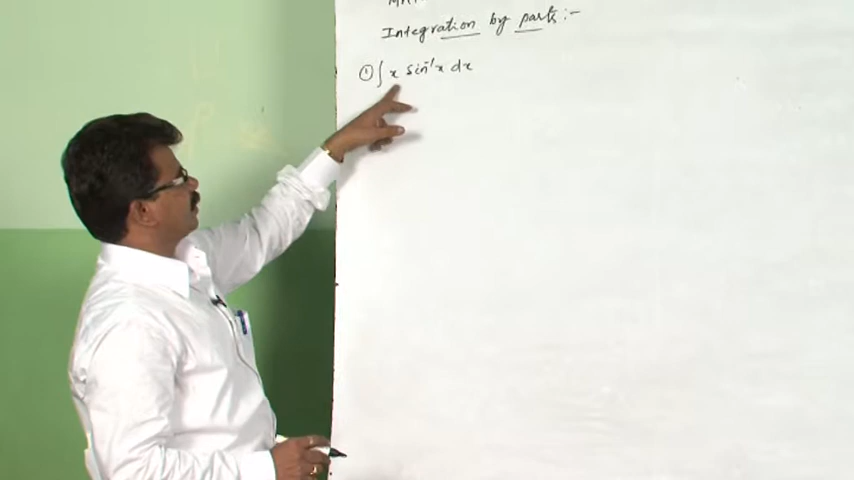 Integration by parts :-
① ∫ x sin⁻¹x dx